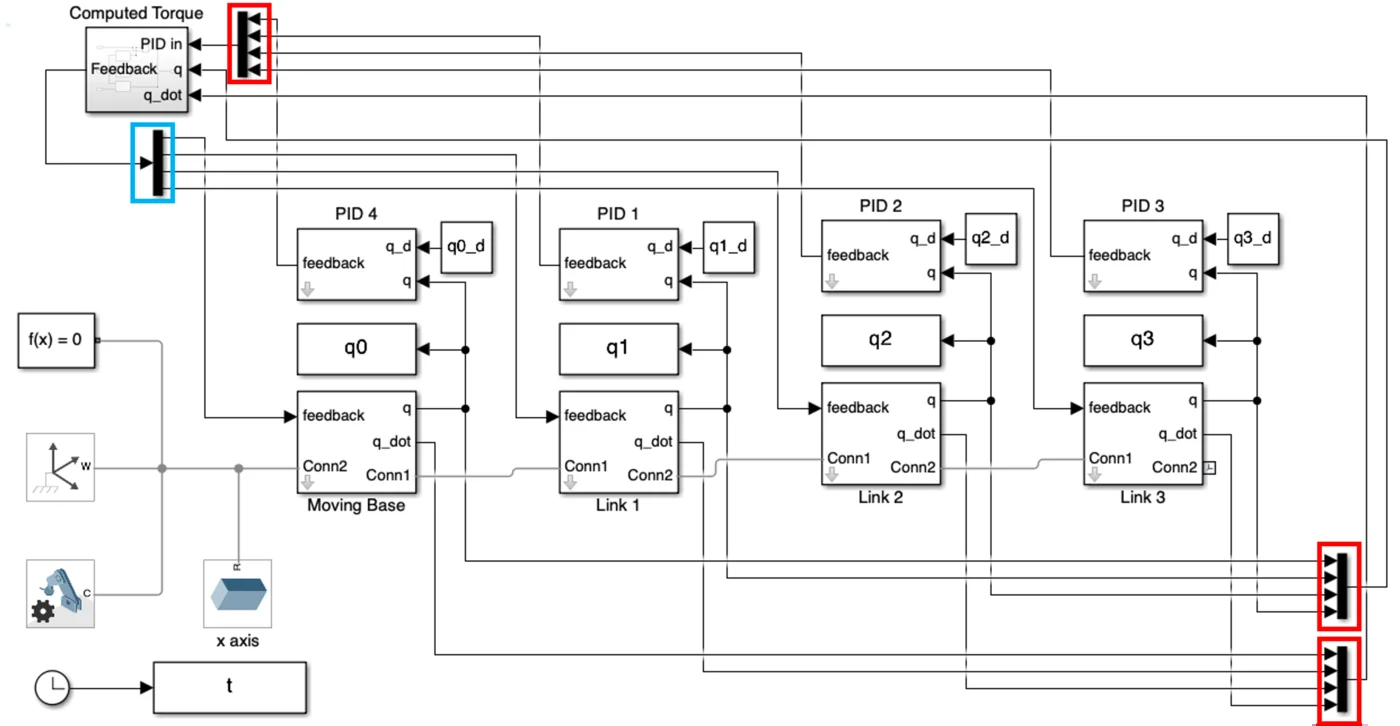 Computed Torque
PID in
Feedback q
q_dot
PID 4
PID 1
PID 2
PID 3
q_d
q0_d
feedback
q
q_d
q1_d
feedback
q
q_d
q2_d
feedback
q
q_d
q3_d
feedback
q
f(x) = 0
q0
q1
q2
q3
feedback q
q_dot
Conn2
Conn1
Moving Base
feedback q
q_dot
Conn1
Conn2
Link 1
feedback q
q_dot
Conn1
Conn2
Link 2
feedback q
q_dot
Conn1
Conn2
Link 3
W
C
R
x axis
t